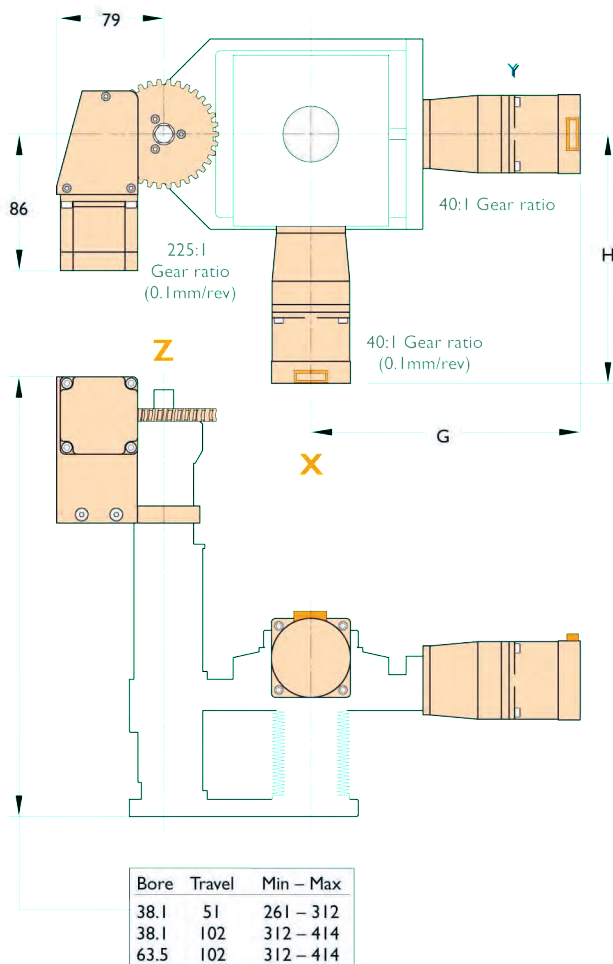 79
Y
86
40:1 Gear ratio
H
225:1
Gear ratio
(0.1mm/rev)
40:1 Gear ratio
(0.1mm/rev)
Z
G
X
Bore Travel Min – Max
38.1 51 261 – 312
38.1 102 312 – 414
63.5 102 312 – 414